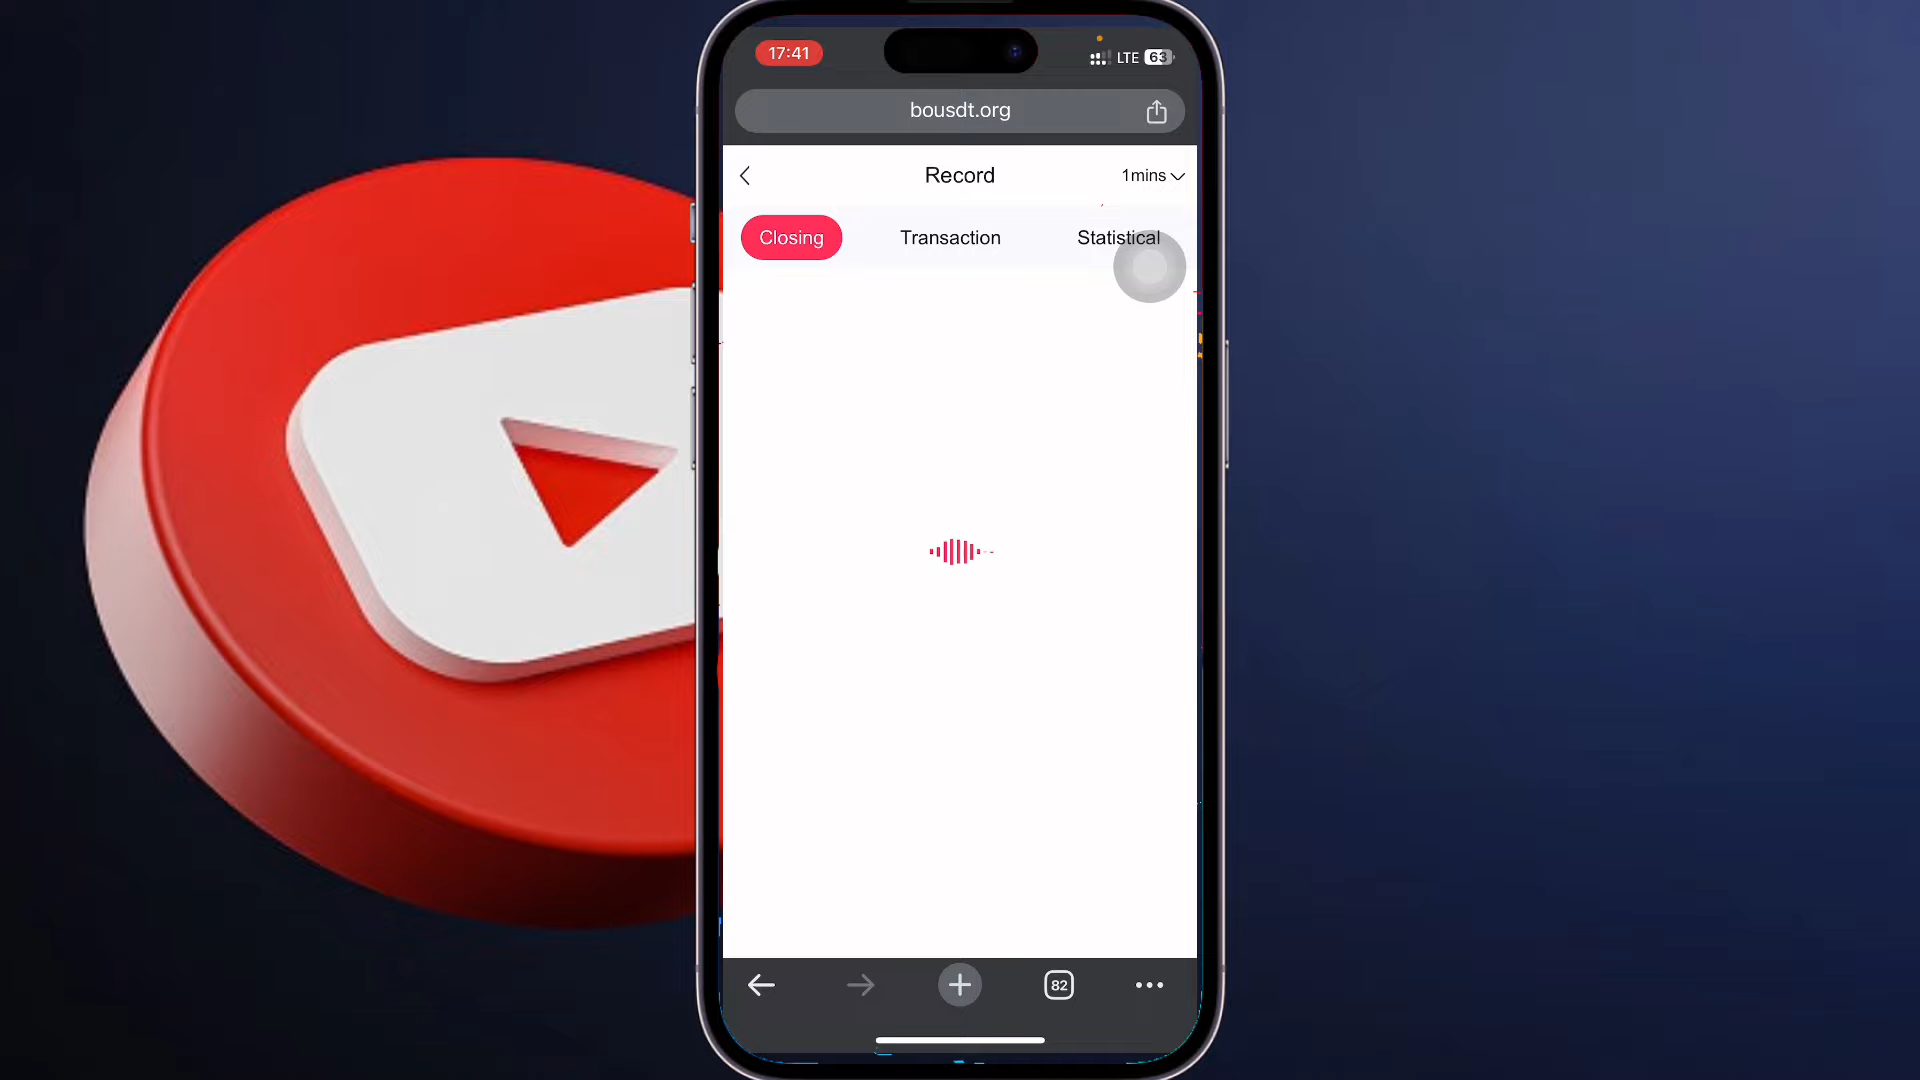 17:41
LTE 63
bousdt.org
Record
1mins
Closing
Transaction
Statistical
82